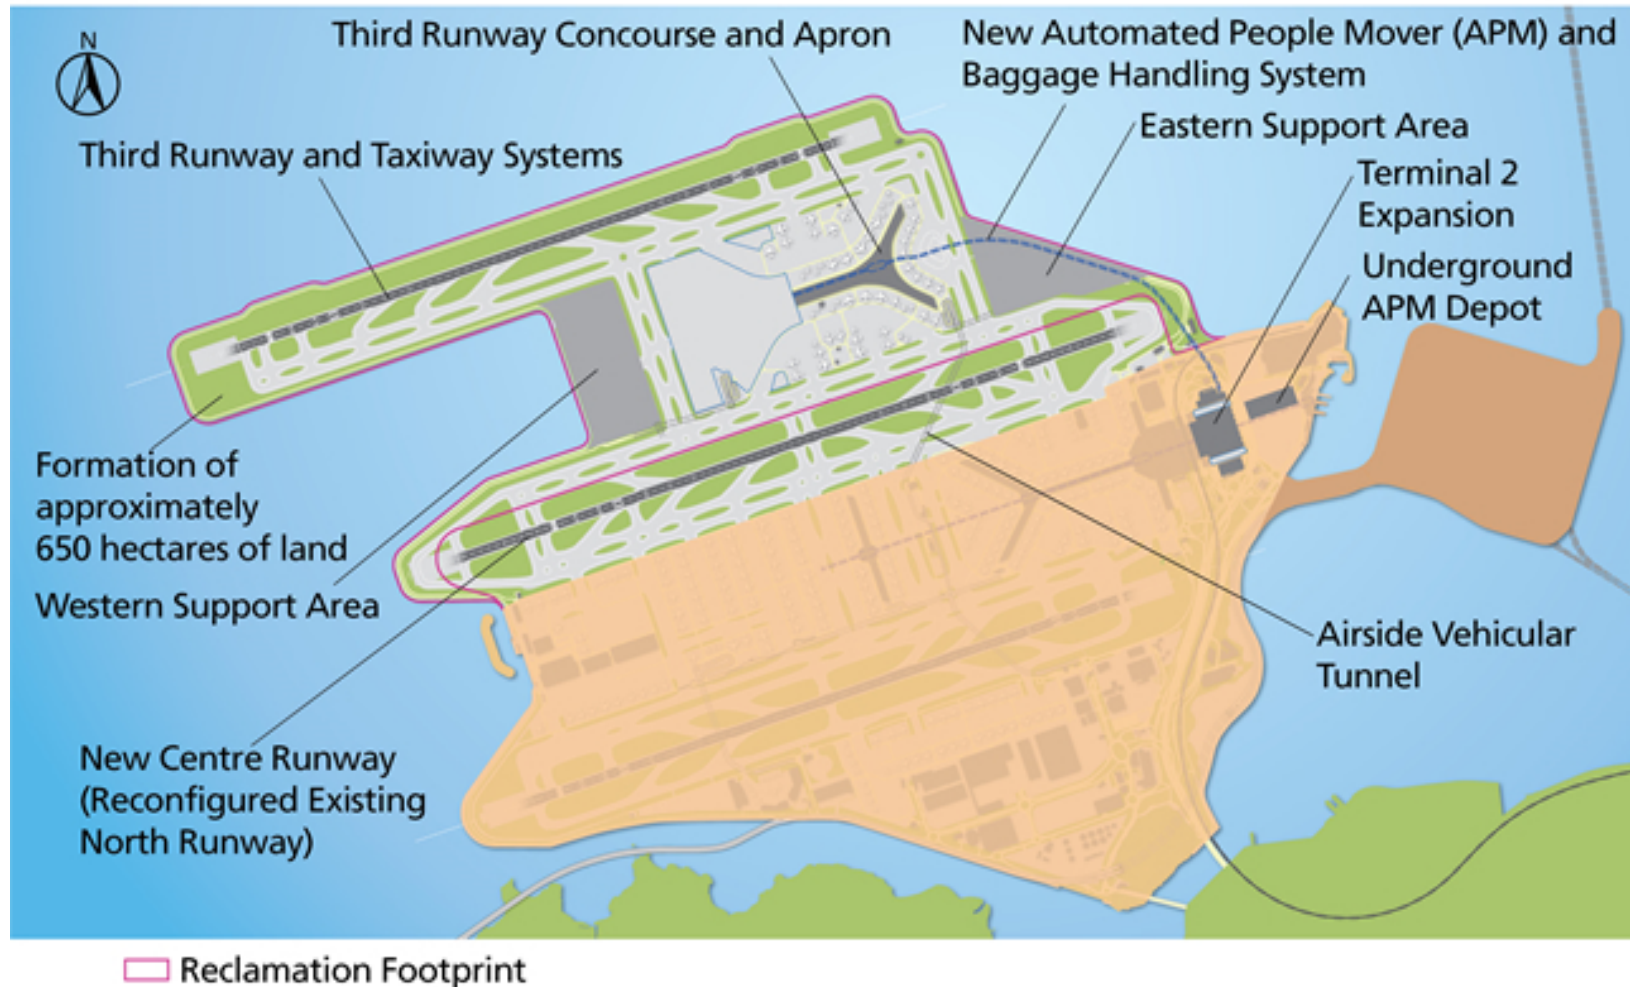 N
Third Runway Concourse and Apron
New Automated People Mover (APM) and
Baggage Handling System
Eastern Support Area
Third Runway and Taxiway Systems
Terminal 2
Expansion
Underground
APM Depot
Formation of
approximately
650 hectares of land
Western Support Area
Airside Vehicular
Tunnel
New Centre Runway
(Reconfigured Existing
North Runway)
Reclamation Footprint